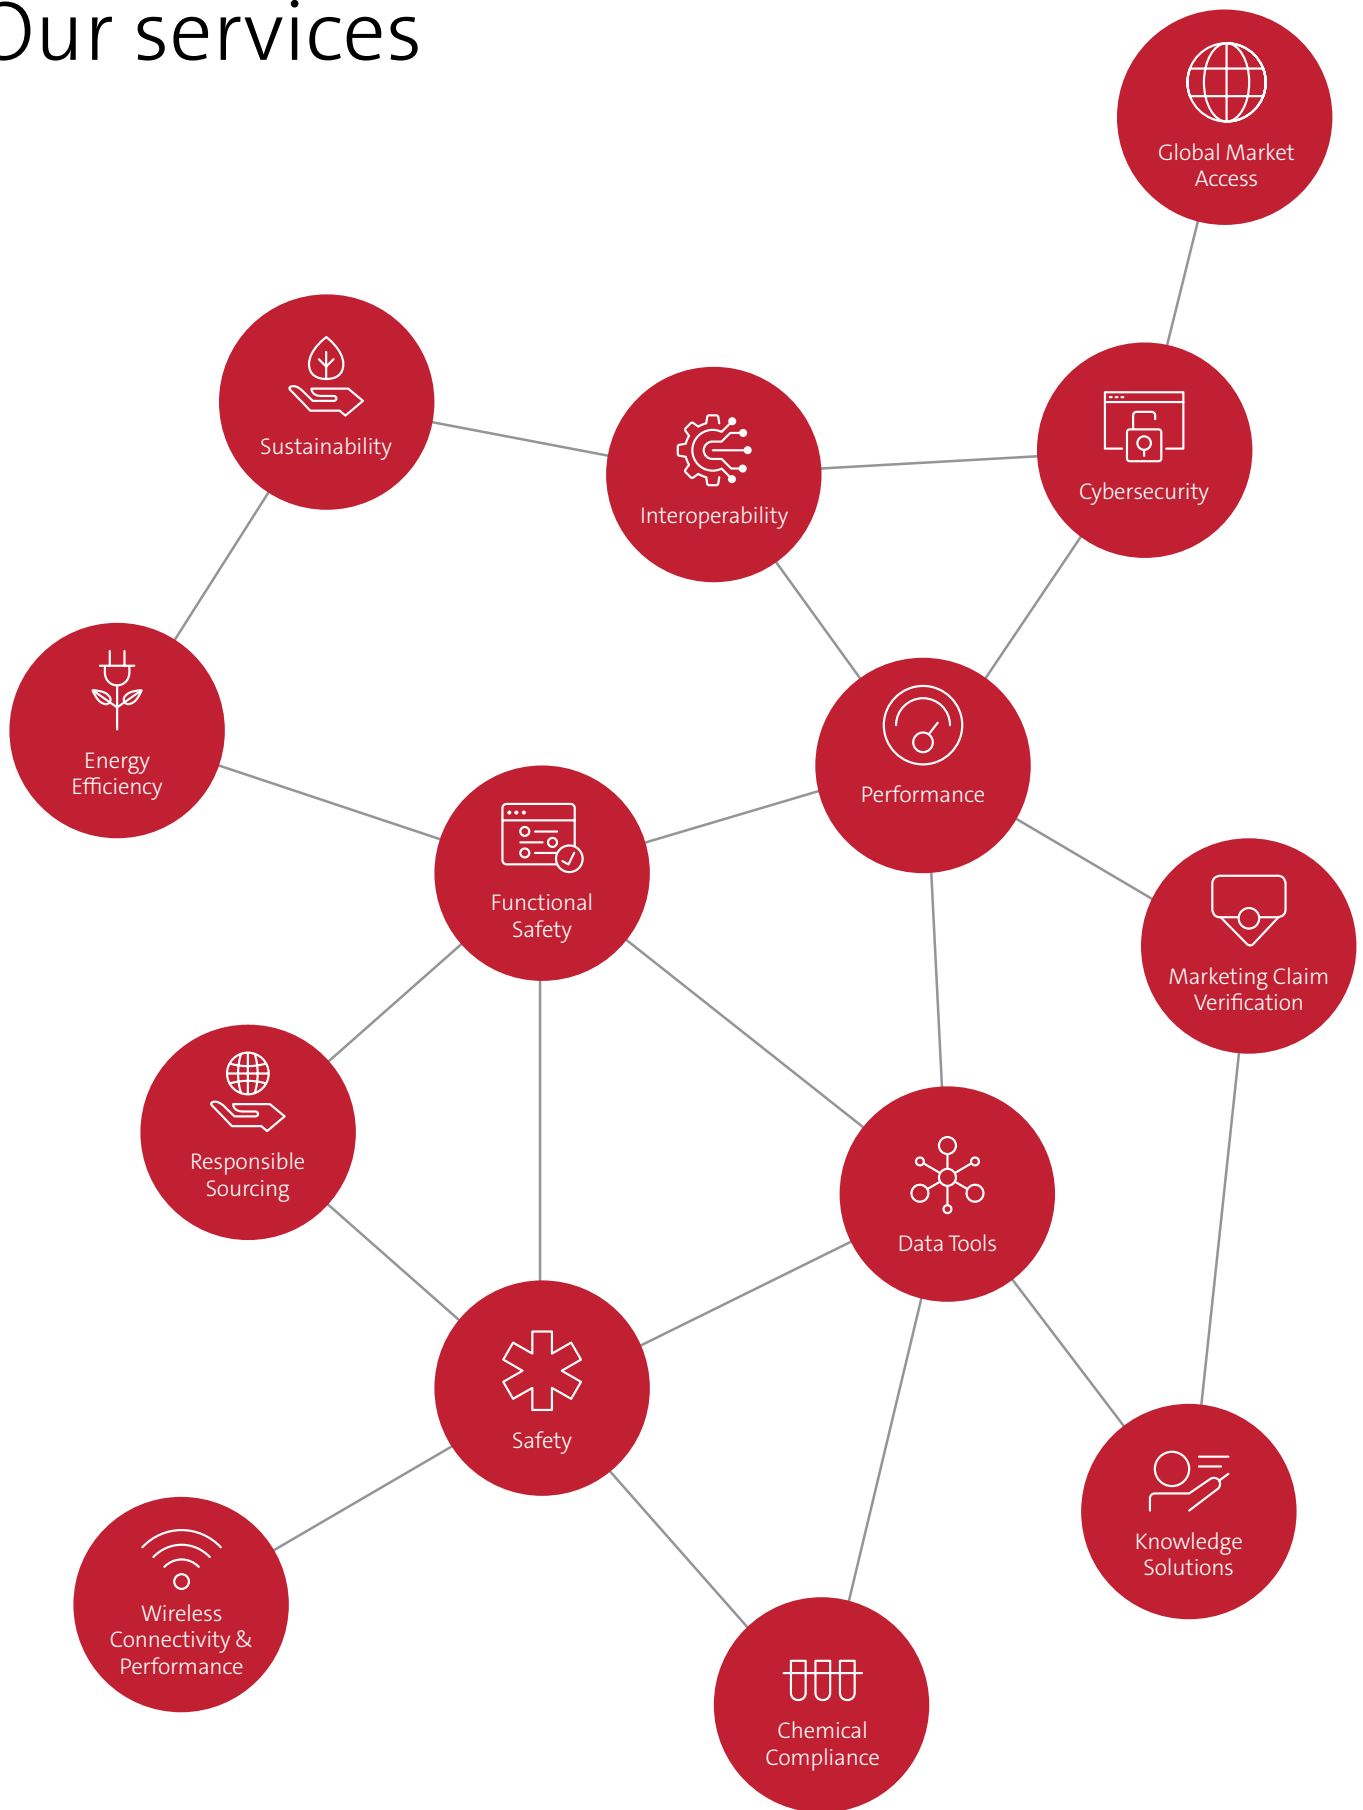 Our services
Global Market
Access
Sustainability
Interoperability
Cybersecurity
Energy
Efficiency
Performance
Functional
Safety
Marketing Claim
Verification
Responsible
Sourcing
Data Tools
Safety
Knowledge
Solutions
Wireless
Connectivity &
Performance
Chemical
Compliance